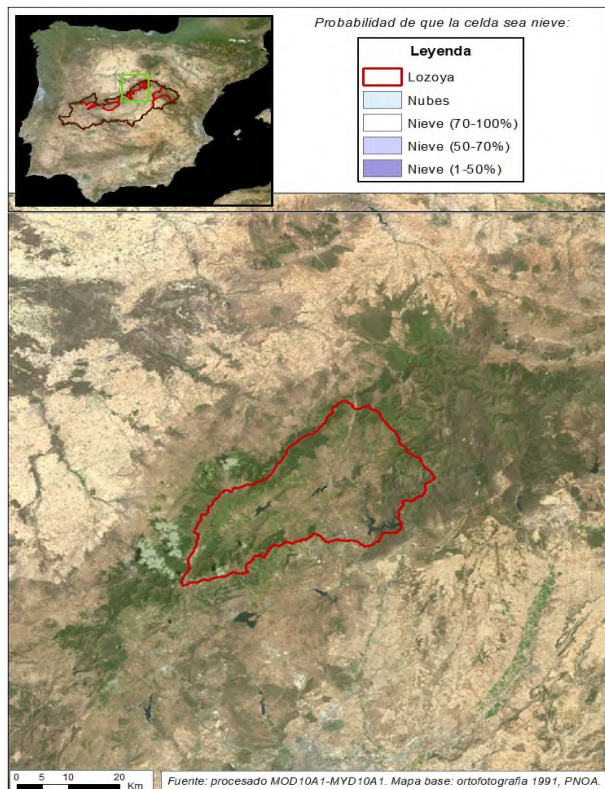 Probabilidad de que la celda sea nieve:
Leyenda
Lozoya
Nubes
Nieve (70-100%)
Nieve (50-70%)
Nieve (1-50%)
0 5 10 20
Km
Fuente: procesado MOD10A1-MYD10A1. Mapa base: ortofotografía 1991, PNOA.